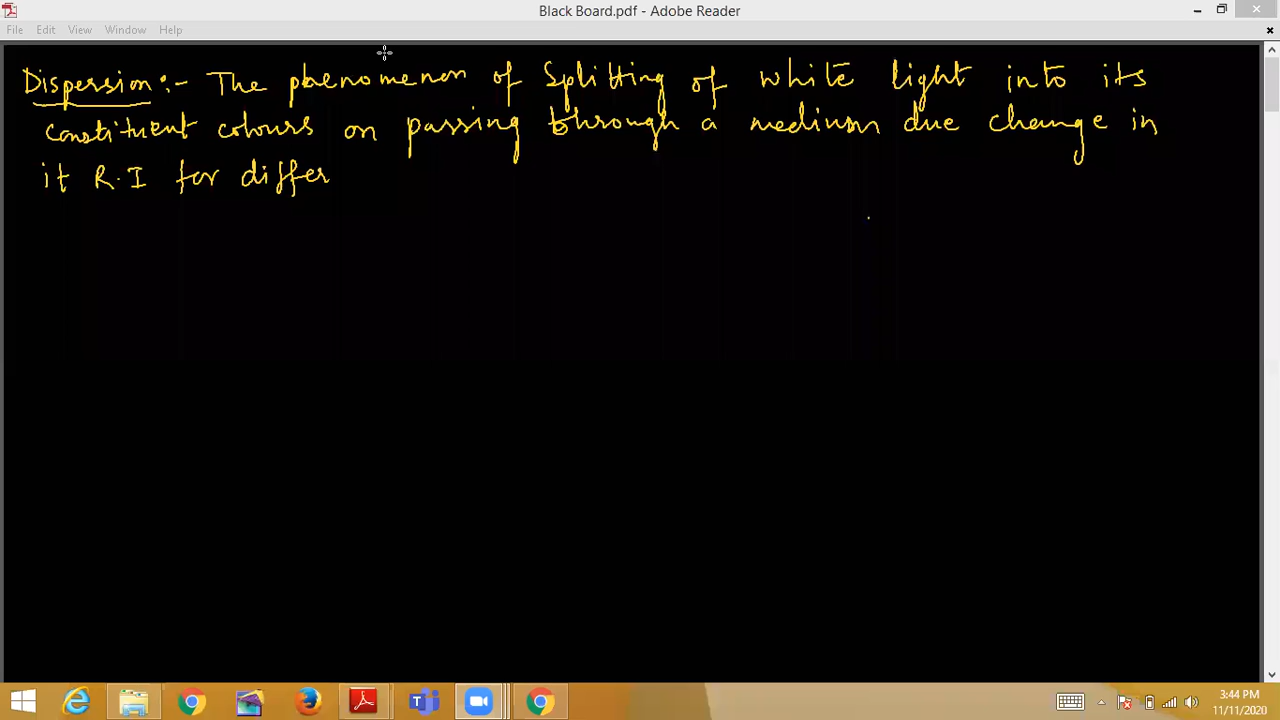 Black Board.pdf - Adobe Reader
File Edit View Window Help
Dispersion:- The phenomenon of Splitting of white light into its
constituent colours on passing through a medium due change in
it R.I for differ
3:44 PM
11/11/2020